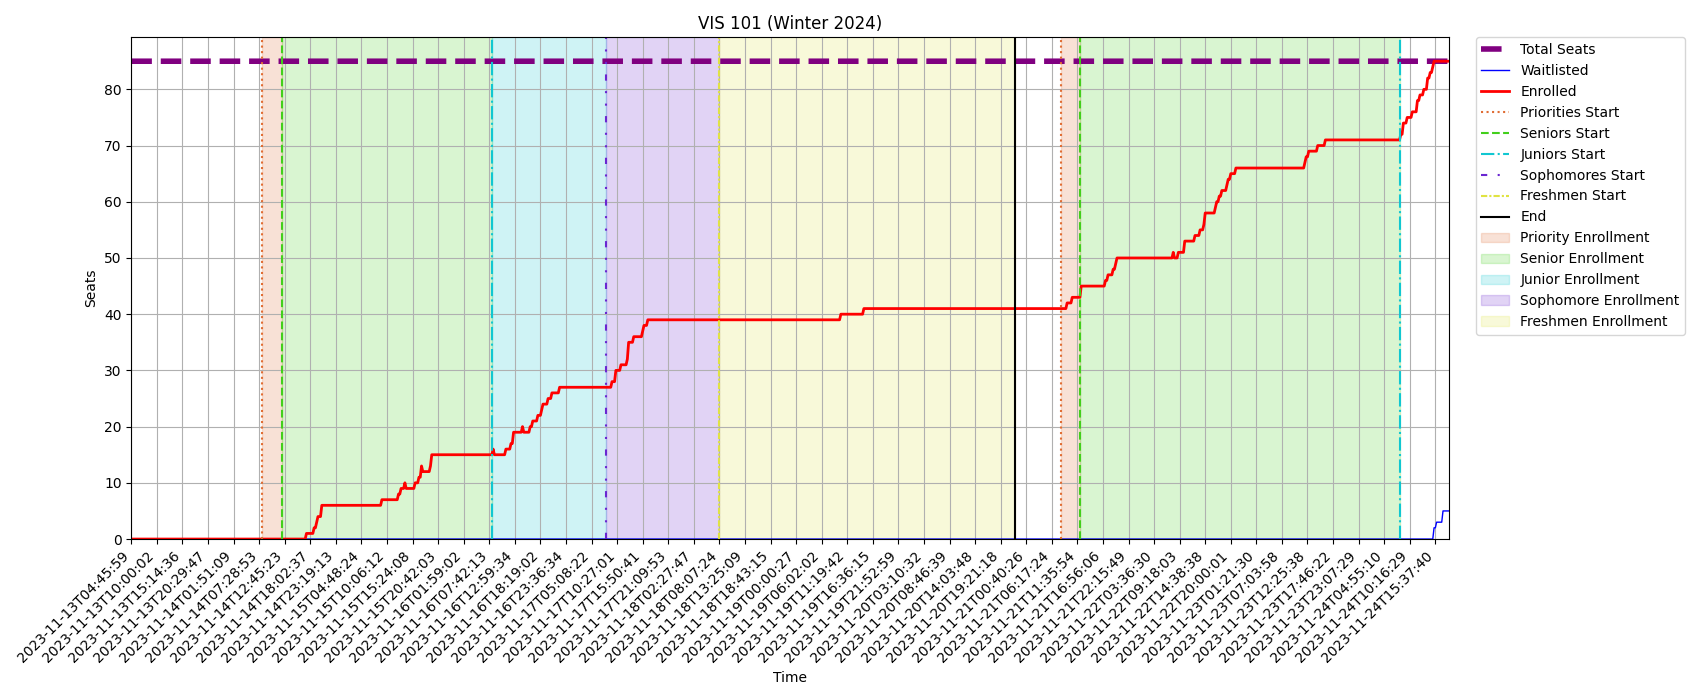 VIS 101 (Winter 2024)
Total Seats
Waitlisted
Enrolled
Priorities Start
Seniors Start
Juniors Start
Sophomores Start
Freshmen Start
End
Priority Enrollment
Senior Enrollment
Junior Enrollment
Sophomore Enrollment
Freshmen Enrollment
Seats
80
70
60
50
40
30
20
10
0
2023-11-13T04:45:59
2023-11-13T10:00:02
2023-11-13T15:14:36
2023-11-13T20:29:47
2023-11-14T01:51:09
2023-11-14T07:28:53
2023-11-14T12:45:23
2023-11-14T18:02:37
2023-11-14T23:19:13
2023-11-15T04:48:24
2023-11-15T10:06:12
2023-11-15T15:24:08
2023-11-15T20:42:03
2023-11-16T01:59:02
2023-11-16T07:42:13
2023-11-16T12:59:34
2023-11-16T18:19:02
2023-11-16T23:36:34
2023-11-17T05:08:22
2023-11-17T10:27:01
2023-11-17T15:50:41
2023-11-17T21:09:53
2023-11-18T02:27:47
2023-11-18T08:07:24
2023-11-18T13:25:09
2023-11-18T18:43:15
2023-11-19T00:00:27
2023-11-19T06:02:02
2023-11-19T11:19:42
2023-11-19T16:36:15
2023-11-19T21:52:59
2023-11-20T03:10:32
2023-11-20T08:46:39
2023-11-20T14:03:48
2023-11-20T19:21:18
2023-11-21T00:40:26
2023-11-21T06:17:24
2023-11-21T11:35:54
2023-11-21T16:56:06
2023-11-21T22:15:49
2023-11-22T03:36:30
2023-11-22T09:18:03
2023-11-22T14:38:38
2023-11-22T20:00:01
2023-11-23T01:21:30
2023-11-23T07:03:58
2023-11-23T12:25:38
2023-11-23T17:46:22
2023-11-23T23:07:29
2023-11-24T04:55:10
2023-11-24T10:16:29
2023-11-24T15:37:40
Time